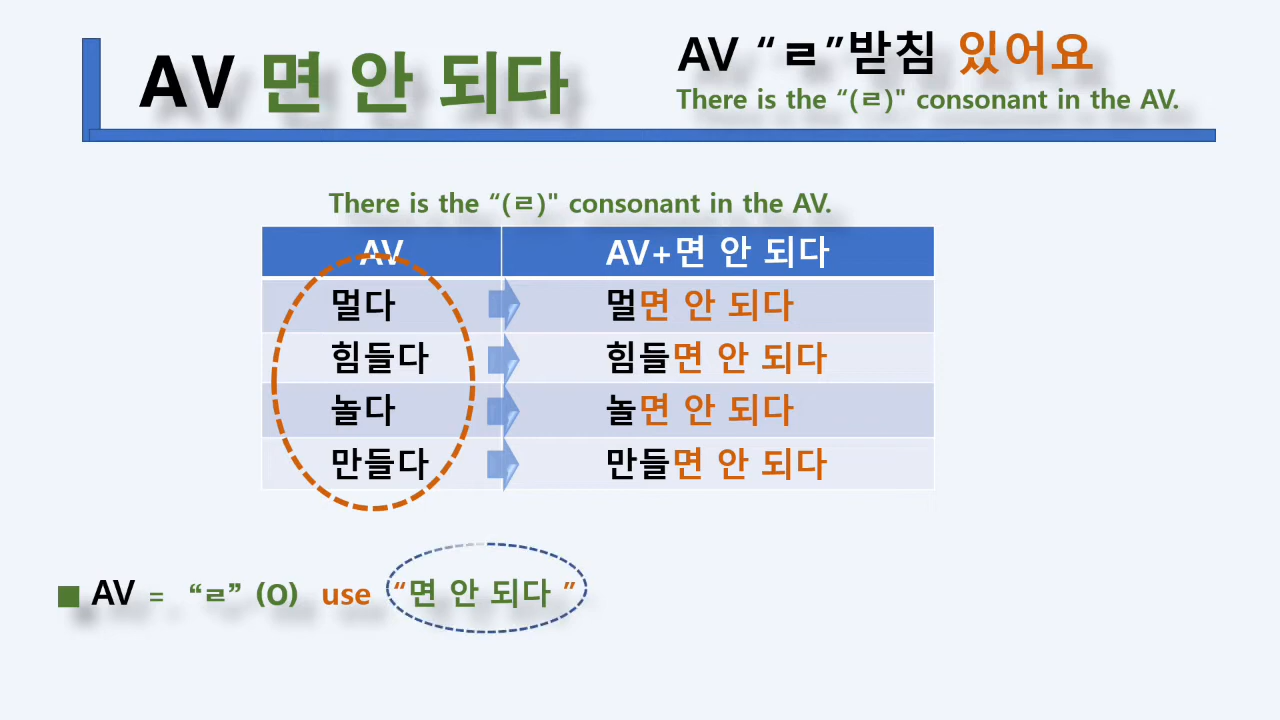 AV 면 안 되다
AV “ㄹ”받침 있어요
There is the “(ㄹ)" consonant in the AV.
There is the “(ㄹ)" consonant in the AV.
AV AV+면 안 되다
멀다 멀면 안 되다
힘들다 힘들면 안 되다
놀다 놀면 안 되다
만들다 만들면 안 되다
■ AV = “ㄹ” (O) use “면 안 되다 ”